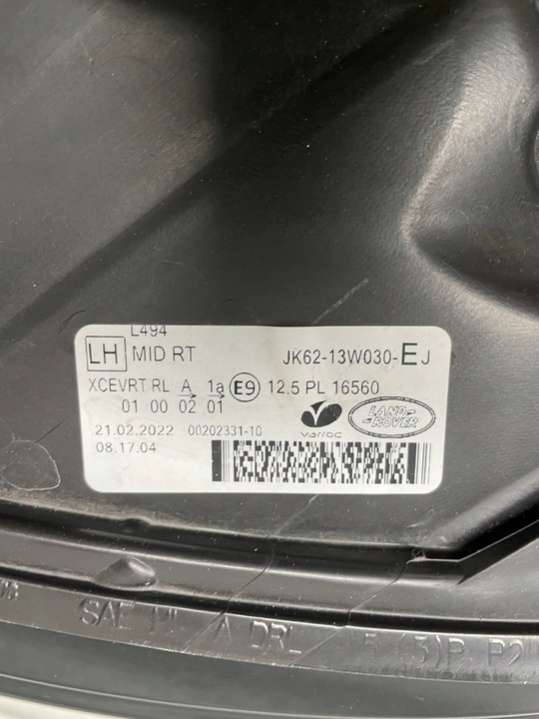 L494
LH MID RT JK62-13W030-EJ
XCEVRT RL A 1a E9 12.5 PL 16560
01 00 02 01
21.02.2022 00202331-10
08.17.04
varroc
LAND-
ROVER
SAE A DRL